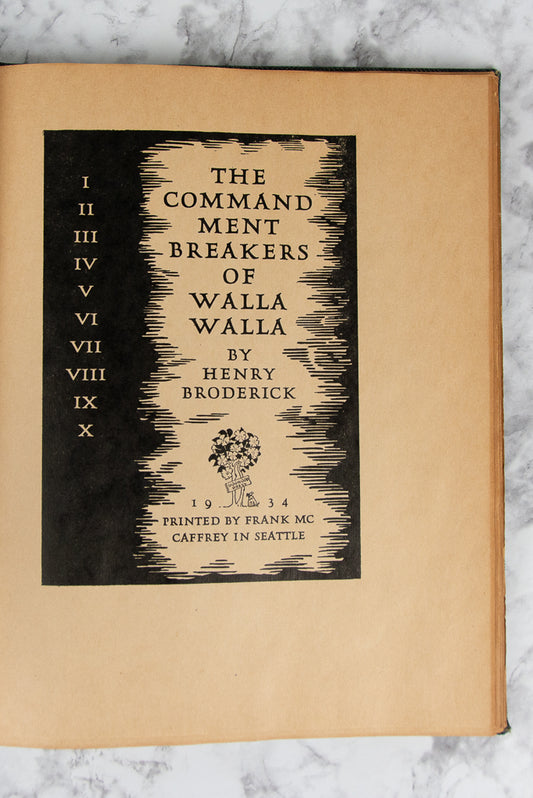 I
II
III
IV
V
VI
VII
VIII
IX
X
THE
COMMAND
MENT
BREAKERS
OF
WALLA
WALLA
BY
HENRY
BRODERICK
19 34
PRINTED BY FRANK MC
CAFFREY IN SEATTLE